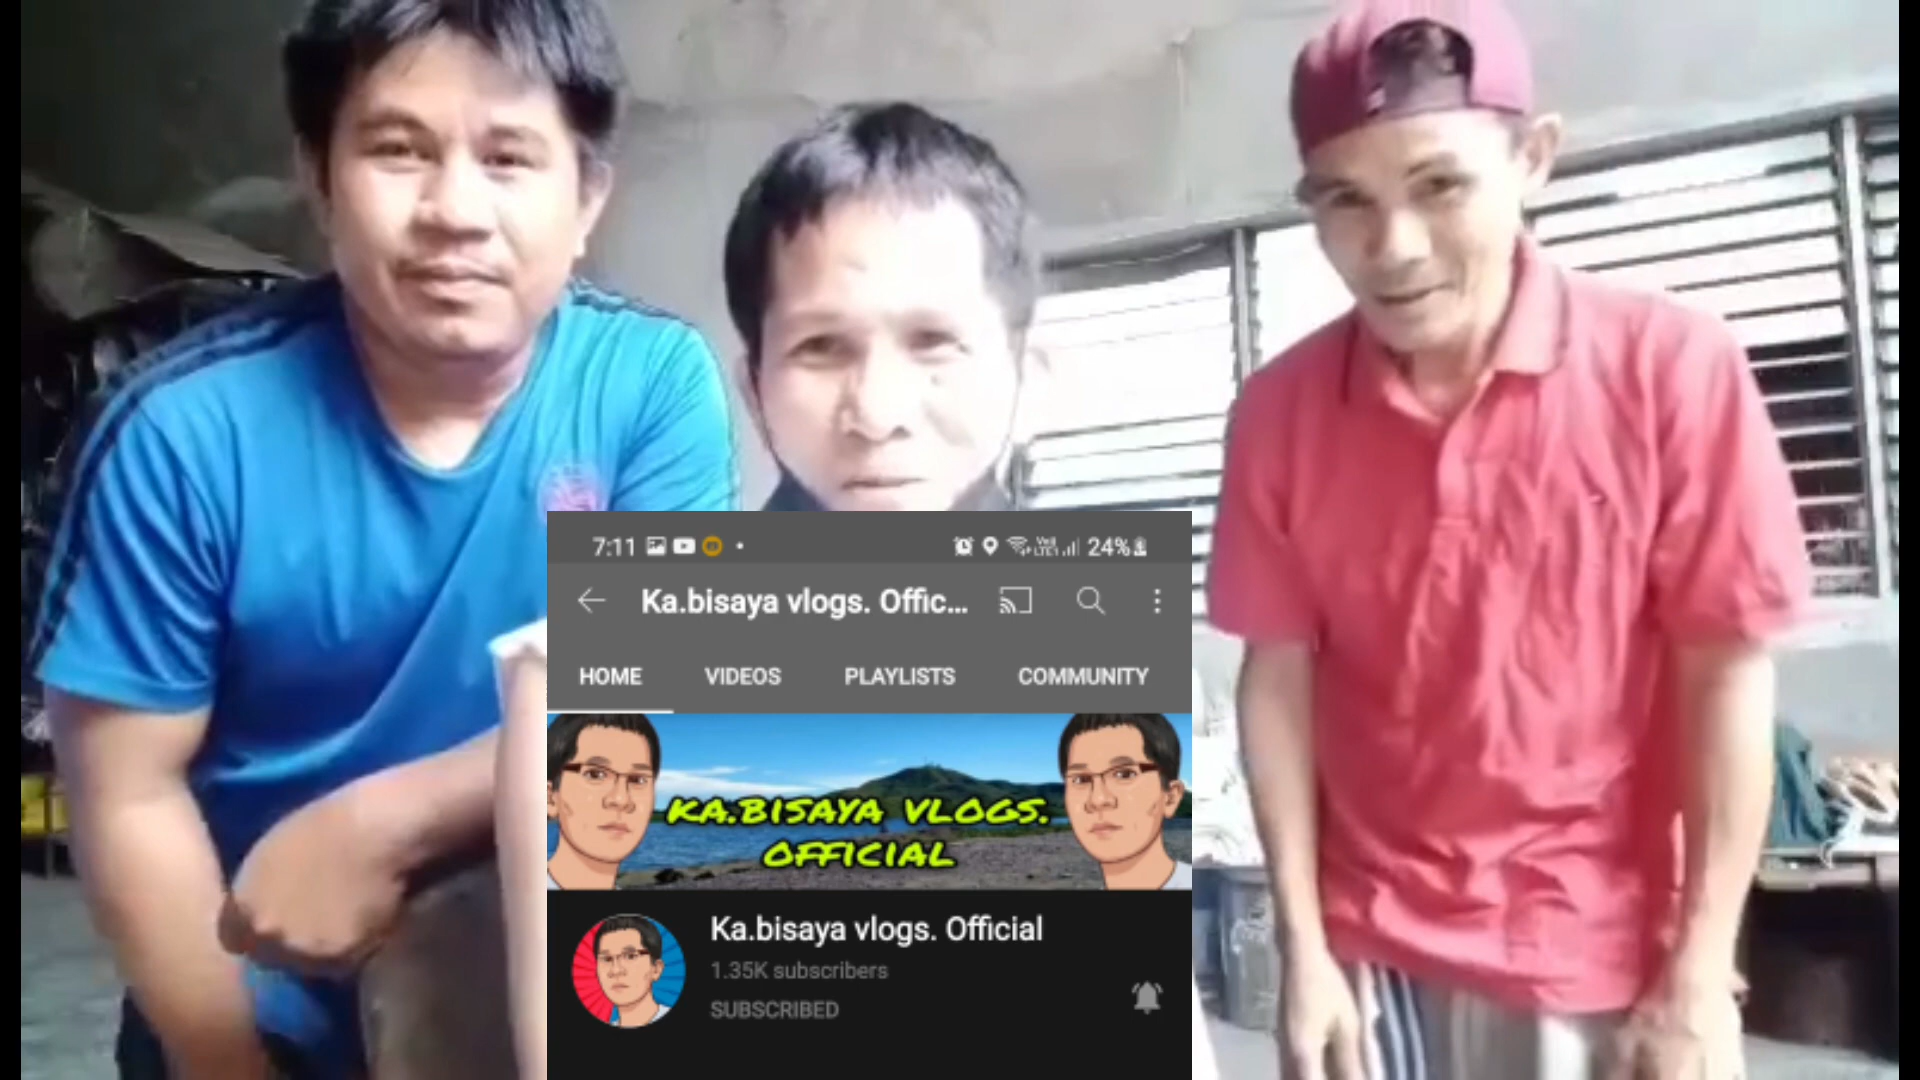 7:11 24%
Ka.bisaya vlogs. Offic...
HOME VIDEOS PLAYLISTS COMMUNITY
KA.BISAYA VLOGS.
OFFICIAL
Ka.bisaya vlogs. Official
1.35K subscribers
SUBSCRIBED